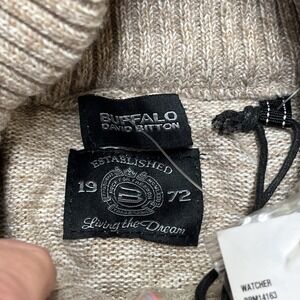 BUFFALO
DAVID BITTON
ESTABLISHED
19 72
Living the Dream
WATCHER